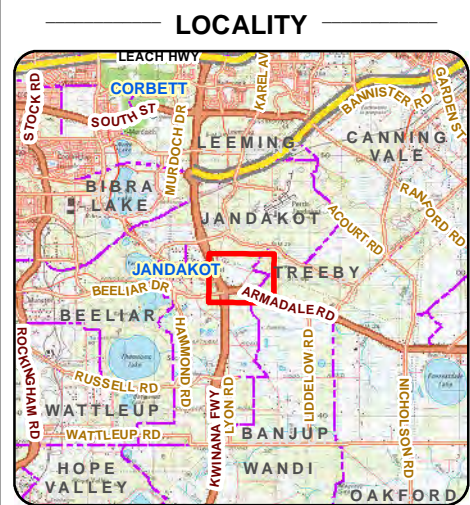 LOCALITY
LEACH HWY
CORBETT
KAREL AV
GARDEN ST
STOCK RD
SOUTH ST
MURDOCH DR
BANNISTER RD
LEEMING
CANNING
VALE
BIBRA
LAKE
JANDAKOT
ACOURT RD
RANFORD RD
JANDAKOT
TREEBY
BEELIAR DR
ARMADALE RD
BEELIAR
HAMMOND RD
ROCKINGHAM RD
RUSSELL RD
KWINANA FWY
LYON RD
LIDDELOW RD
NICHOLSON RD
WATTLEUP
WATTLEUP RD
BANJUP
HOPE
VALLEY
WANDI
OAKFORD